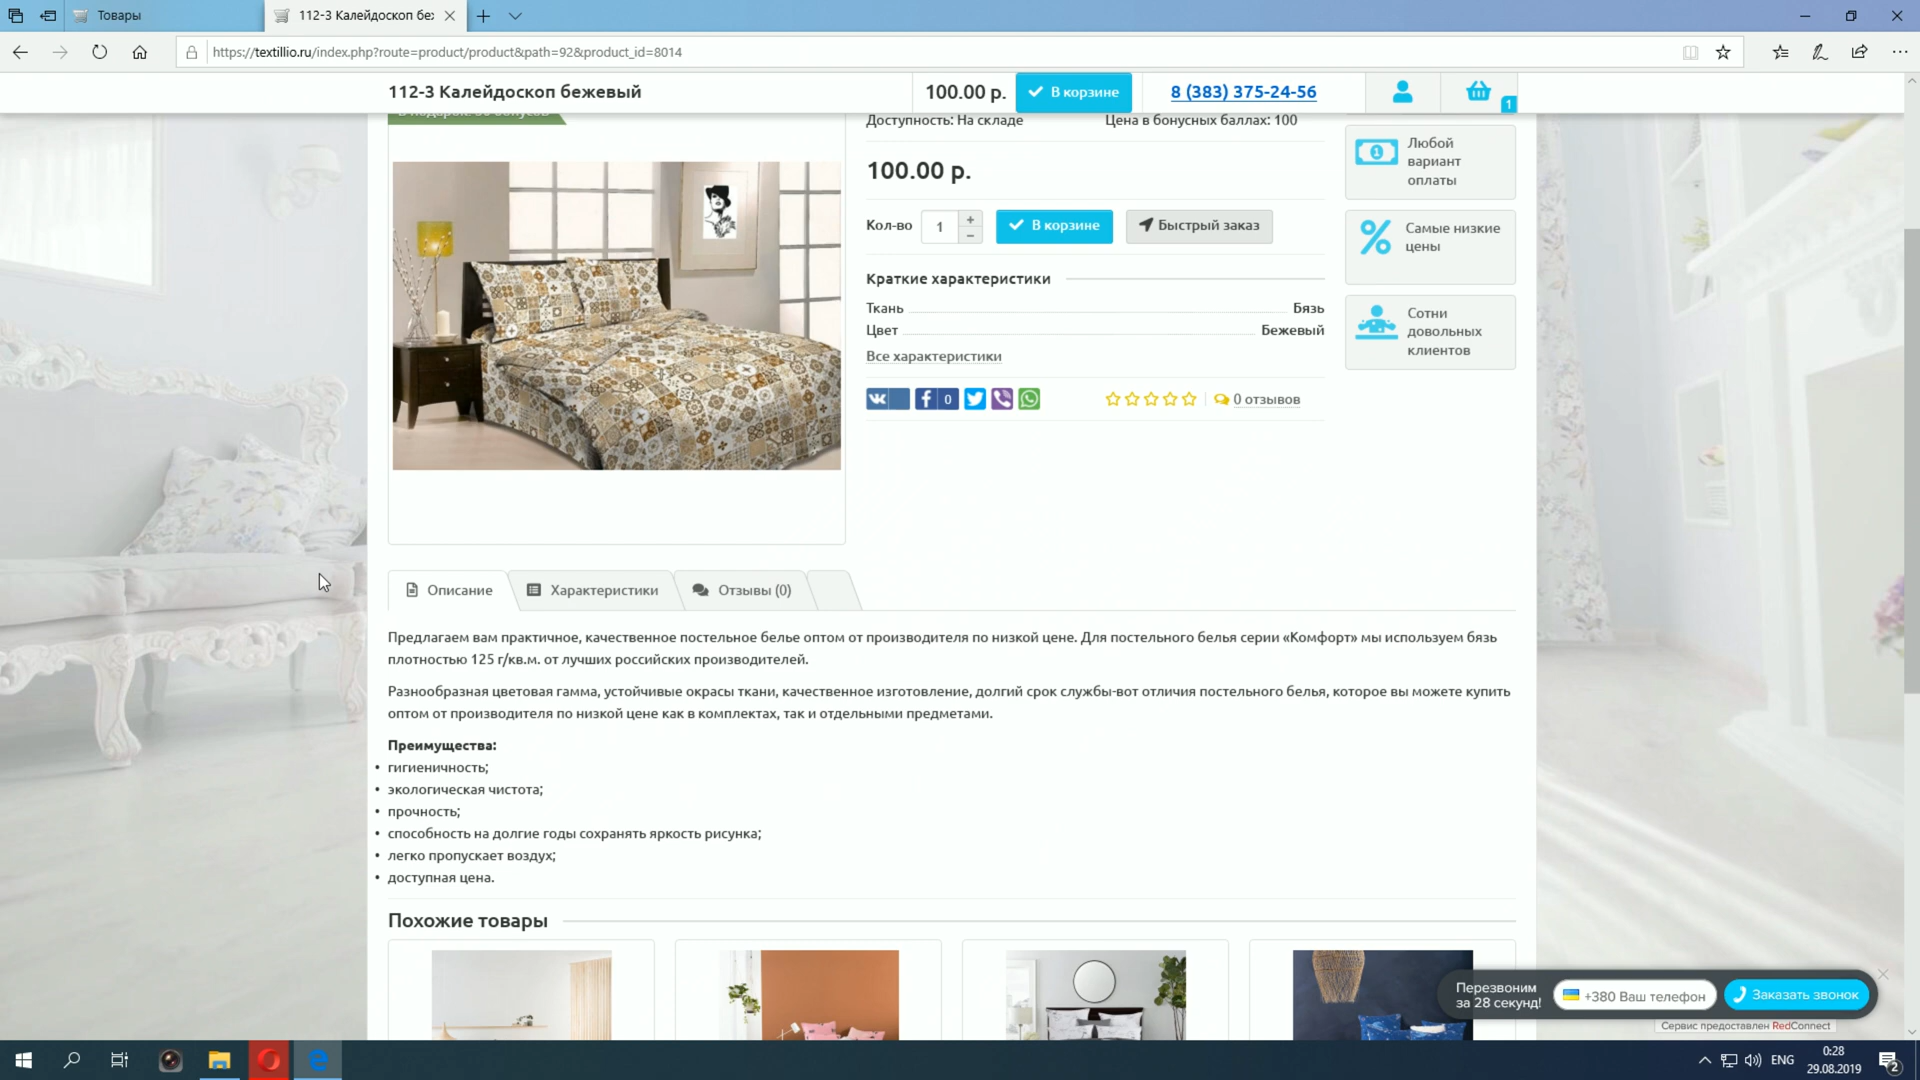 Товары
112-3 Калейдоскоп бе
https://textillio.ru/index.php?route=product/product&path=92&product_id=8014
112-3 Калейдоскоп бежевый
100.00 р.
В корзине
8 (383) 375-24-56
1
Доступность: На складе
Цена в бонусных баллах: 100
100.00 р.
Кол-во
1
+
−
В корзине
Быстрый заказ
Краткие характеристики
Ткань
Бязь
Цвет
Бежевый
Все характеристики
0
0 отзывов
Любой
вариант
оплаты
Самые низкие
цены
Сотни
довольных
клиентов
Описание
Характеристики
Отзывы (0)
Предлагаем вам практичное, качественное постельное белье оптом от производителя по низкой цене. Для постельного белья серии «Комфорт» мы используем бязь
плотностью 125 г/кв.м. от лучших российских производителей.
Разнообразная цветовая гамма, устойчивые окрасы ткани, качественное изготовление, долгий срок службы-вот отличия постельного белья, которое вы можете купить
оптом от производителя по низкой цене как в комплектах, так и отдельными предметами.
Преимущества:
• гигиеничность;
• экологическая чистота;
• прочность;
• способность на долгие годы сохранять яркость рисунка;
• легко пропускает воздух;
• доступная цена.
Похожие товары
Перезвоним
за 28 секунд!
+380 Ваш телефон
Заказать звонок
Сервис предоставлен RedConnect
ENG
0:28
29.08.2019
2